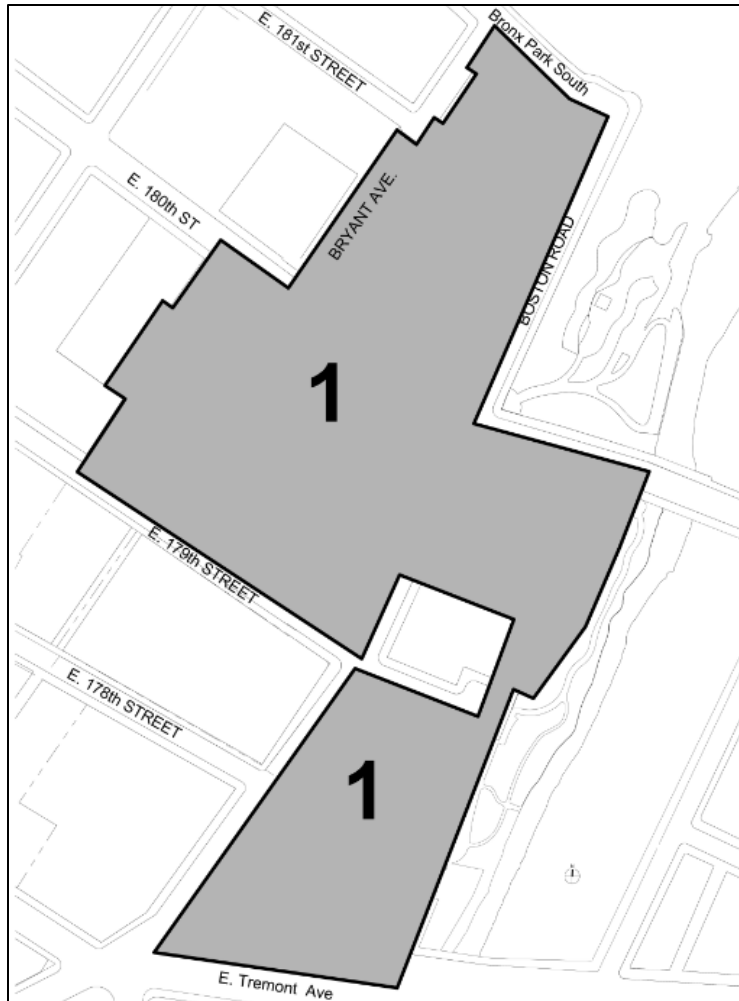 Bronx Park South
E. 181st STREET
E. 180th ST
BRYANT AVE.
BOSTON ROAD
1
E. 179th STREET
E. 178th STREET
1
E. Tremont Ave